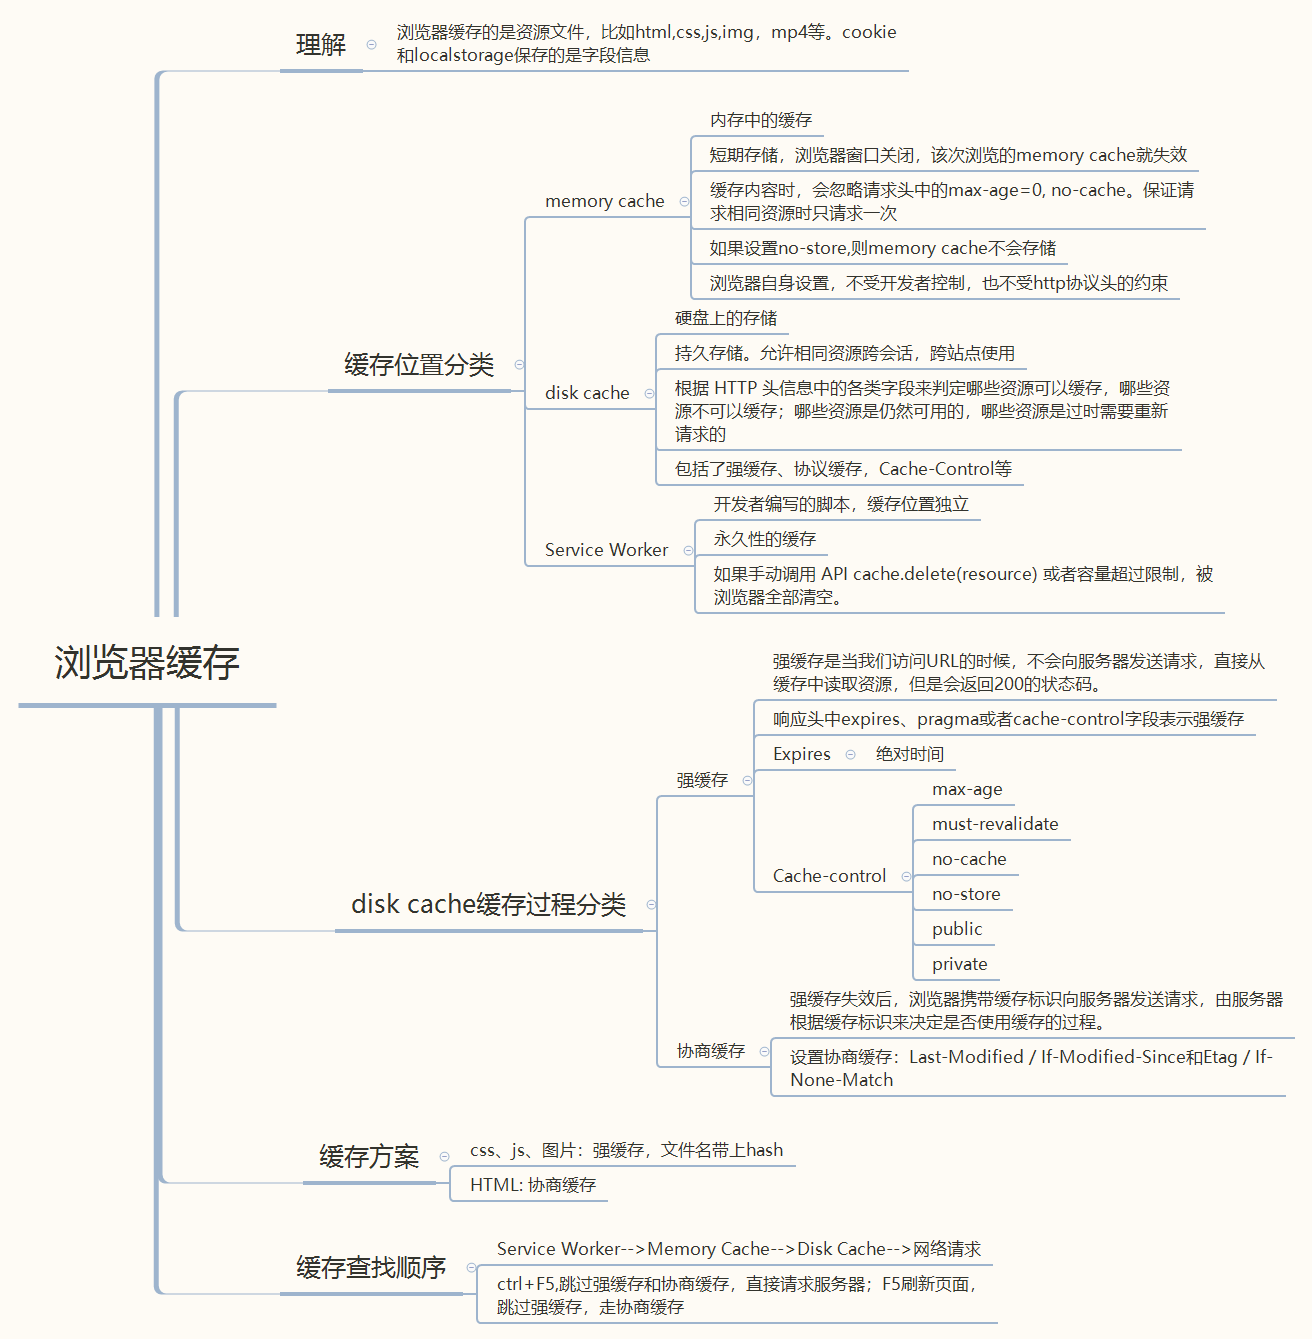 浏览器缓存
理解
浏览器缓存的是资源文件，比如html,css,js,img，mp4等。cookie
和localstorage保存的是字段信息
缓存位置分类
memory cache
内存中的缓存
短期存储，浏览器窗口关闭，该次浏览的memory cache就失效
缓存内容时，会忽略请求头中的max-age=0, no-cache。保证请
求相同资源时只请求一次
如果设置no-store,则memory cache不会存储
浏览器自身设置，不受开发者控制，也不受http协议头的约束
disk cache
硬盘上的存储
持久存储。允许相同资源跨会话，跨站点使用
根据 HTTP 头信息中的各类字段来判定哪些资源可以缓存，哪些资
源不可以缓存；哪些资源是仍然可用的，哪些资源是过时需要重新
请求的
包括了强缓存、协议缓存，Cache-Control等
Service Worker
开发者编写的脚本，缓存位置独立
永久性的缓存
如果手动调用 API cache.delete(resource) 或者容量超过限制，被
浏览器全部清空。
disk cache缓存过程分类
强缓存
强缓存是当我们访问URL的时候，不会向服务器发送请求，直接从
缓存中读取资源，但是会返回200的状态码。
响应头中expires、pragma或者cache-control字段表示强缓存
Expires
绝对时间
Cache-control
max-age
must-revalidate
no-cache
no-store
public
private
协商缓存
强缓存失效后，浏览器携带缓存标识向服务器发送请求，由服务器
根据缓存标识来决定是否使用缓存的过程。
设置协商缓存：Last-Modified / If-Modified-Since和Etag / If-
None-Match
缓存方案
css、js、图片：强缓存，文件名带上hash
HTML: 协商缓存
缓存查找顺序
Service Worker-->Memory Cache-->Disk Cache-->网络请求
ctrl+F5,跳过强缓存和协商缓存，直接请求服务器；F5刷新页面，
跳过强缓存，走协商缓存